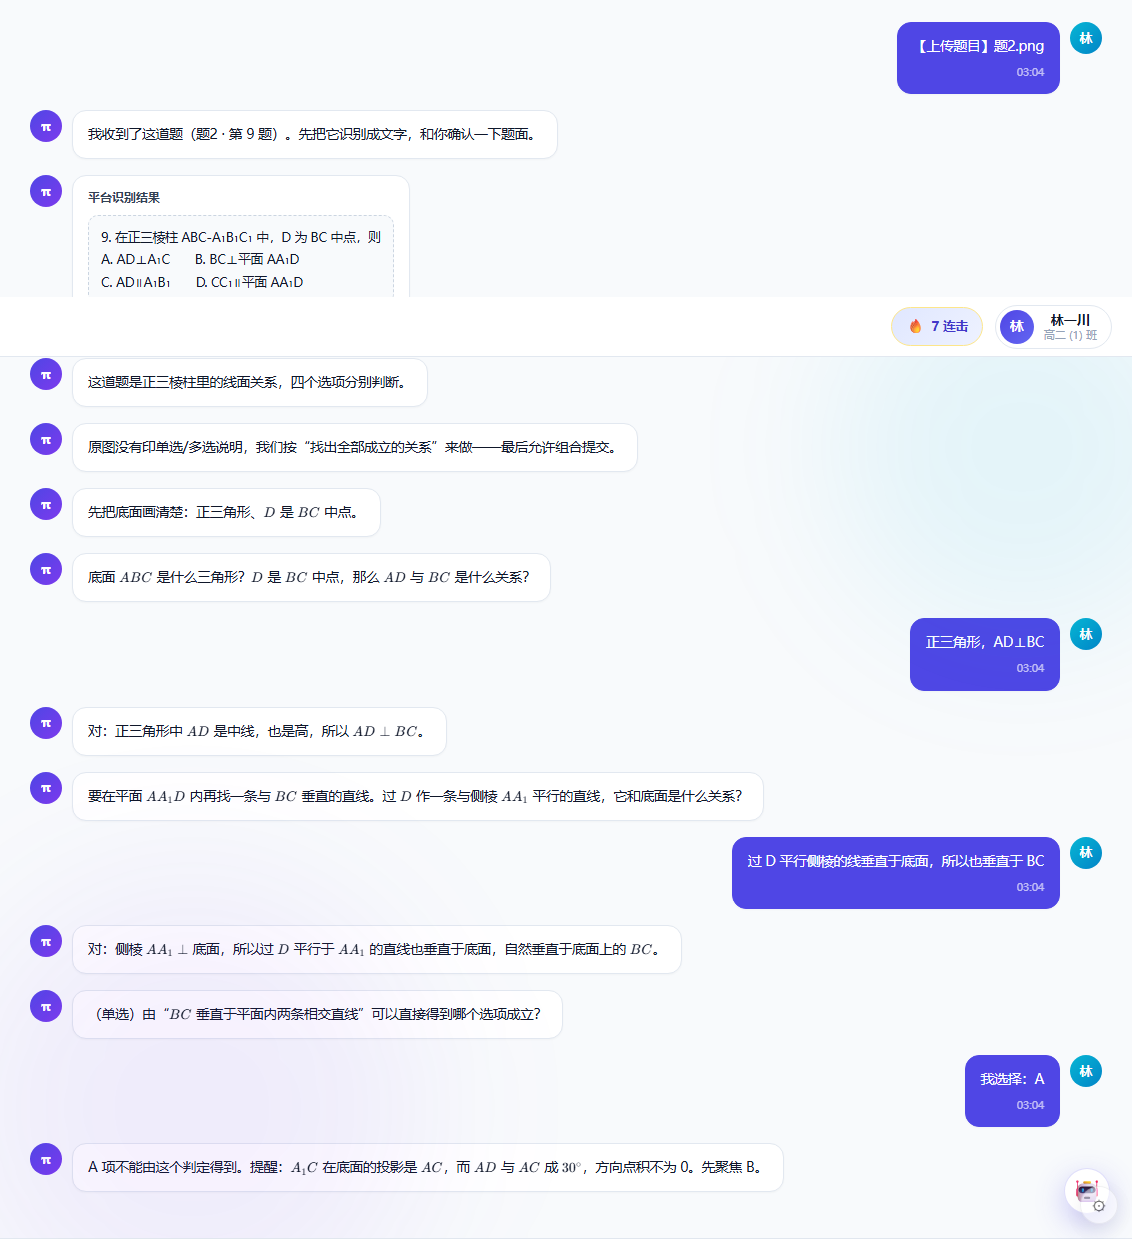 【上传题目】题2.png
林
03:04
π
我收到了这道题（题2 · 第 9 题）。先把它识别成文字，和你确认一下题面。
π
平台识别结果
9. 在正三棱柱 ABC-A₁B₁C₁ 中，D 为 BC 中点，则
A. AD⊥A₁C B. BC⊥平面 AA₁D
C. AD∥A₁B₁ D. CC₁∥平面 AA₁D
7 连击
林
林一川
高二 (1) 班
π
这道题是正三棱柱里的线面关系，四个选项分别判断。
π
原图没有印单选/多选说明，我们按“找出全部成立的关系”来做——最后允许组合提交。
π
先把底面画清楚：正三角形、D 是 BC 中点。
π
底面 ABC 是什么三角形？D 是 BC 中点，那么 AD 与 BC 是什么关系？
正三角形，AD⊥BC
林
03:04
π
对：正三角形中 AD 是中线，也是高，所以 AD ⊥ BC。
π
要在平面 AA₁D 内再找一条与 BC 垂直的直线。过 D 作一条与侧棱 AA₁ 平行的直线，它和底面是什么关系？
过 D 平行侧棱的线垂直于底面，所以也垂直于 BC
林
03:04
π
对：侧棱 AA₁ ⊥ 底面，所以过 D 平行于 AA₁ 的直线也垂直于底面，自然垂直于底面上的 BC。
π
（单选）由“BC 垂直于平面内两条相交直线”可以直接得到哪个选项成立？
我选择：A
林
03:04
π
A 项不能由这个判定得到。提醒：A₁C 在底面的投影是 AC，而 AD 与 AC 成 30°，方向点积不为 0。先聚焦 B。